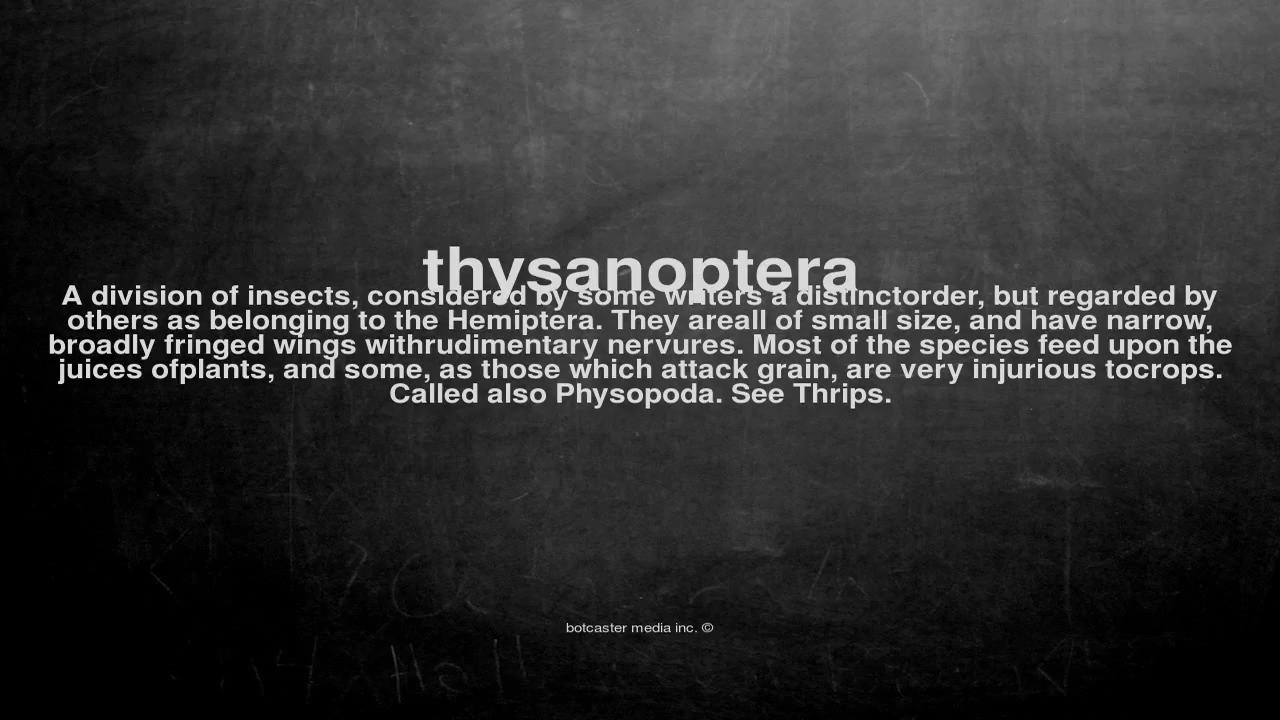 thysanoptera
A division of insects, considered by some writers a distinctorder, but regarded by
others as belonging to the Hemiptera. They areall of small size, and have narrow,
broadly fringed wings withrudimentary nervures. Most of the species feed upon the
juices ofplants, and some, as those which attack grain, are very injurious tocrops.
Called also Physopoda. See Thrips.
botcaster media inc. ©